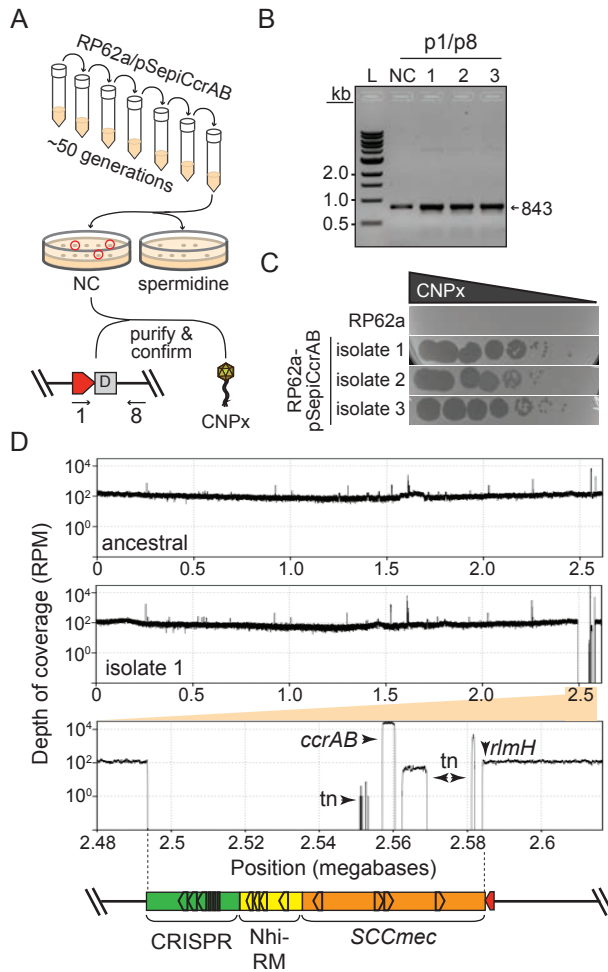 A
RP62a/pSepiCcrAB
~50 generations
NC
spermidine
purify &
confirm
D
1
8
CNPx
B
p1/p8
L NC 1 2 3
kb
2.0
1.0
0.5
843
C
CNPx
RP62a
RP62a-
pSepiCcrAB
isolate 1
isolate 2
isolate 3
D
Depth of coverage (RPM)
10⁴
10²
10⁰
ancestral
0 0.5 1.0 1.5 2.0 2.5
10⁴
10²
10⁰
isolate 1
0 0.5 1.0 1.5 2.0 2.5
10⁴
10²
10⁰
ccrAB
tn
tn
rlmH
2.48 2.5 2.52 2.54 2.56 2.58 2.6
Position (megabases)
CRISPR
Nhi-
RM
SCCmec